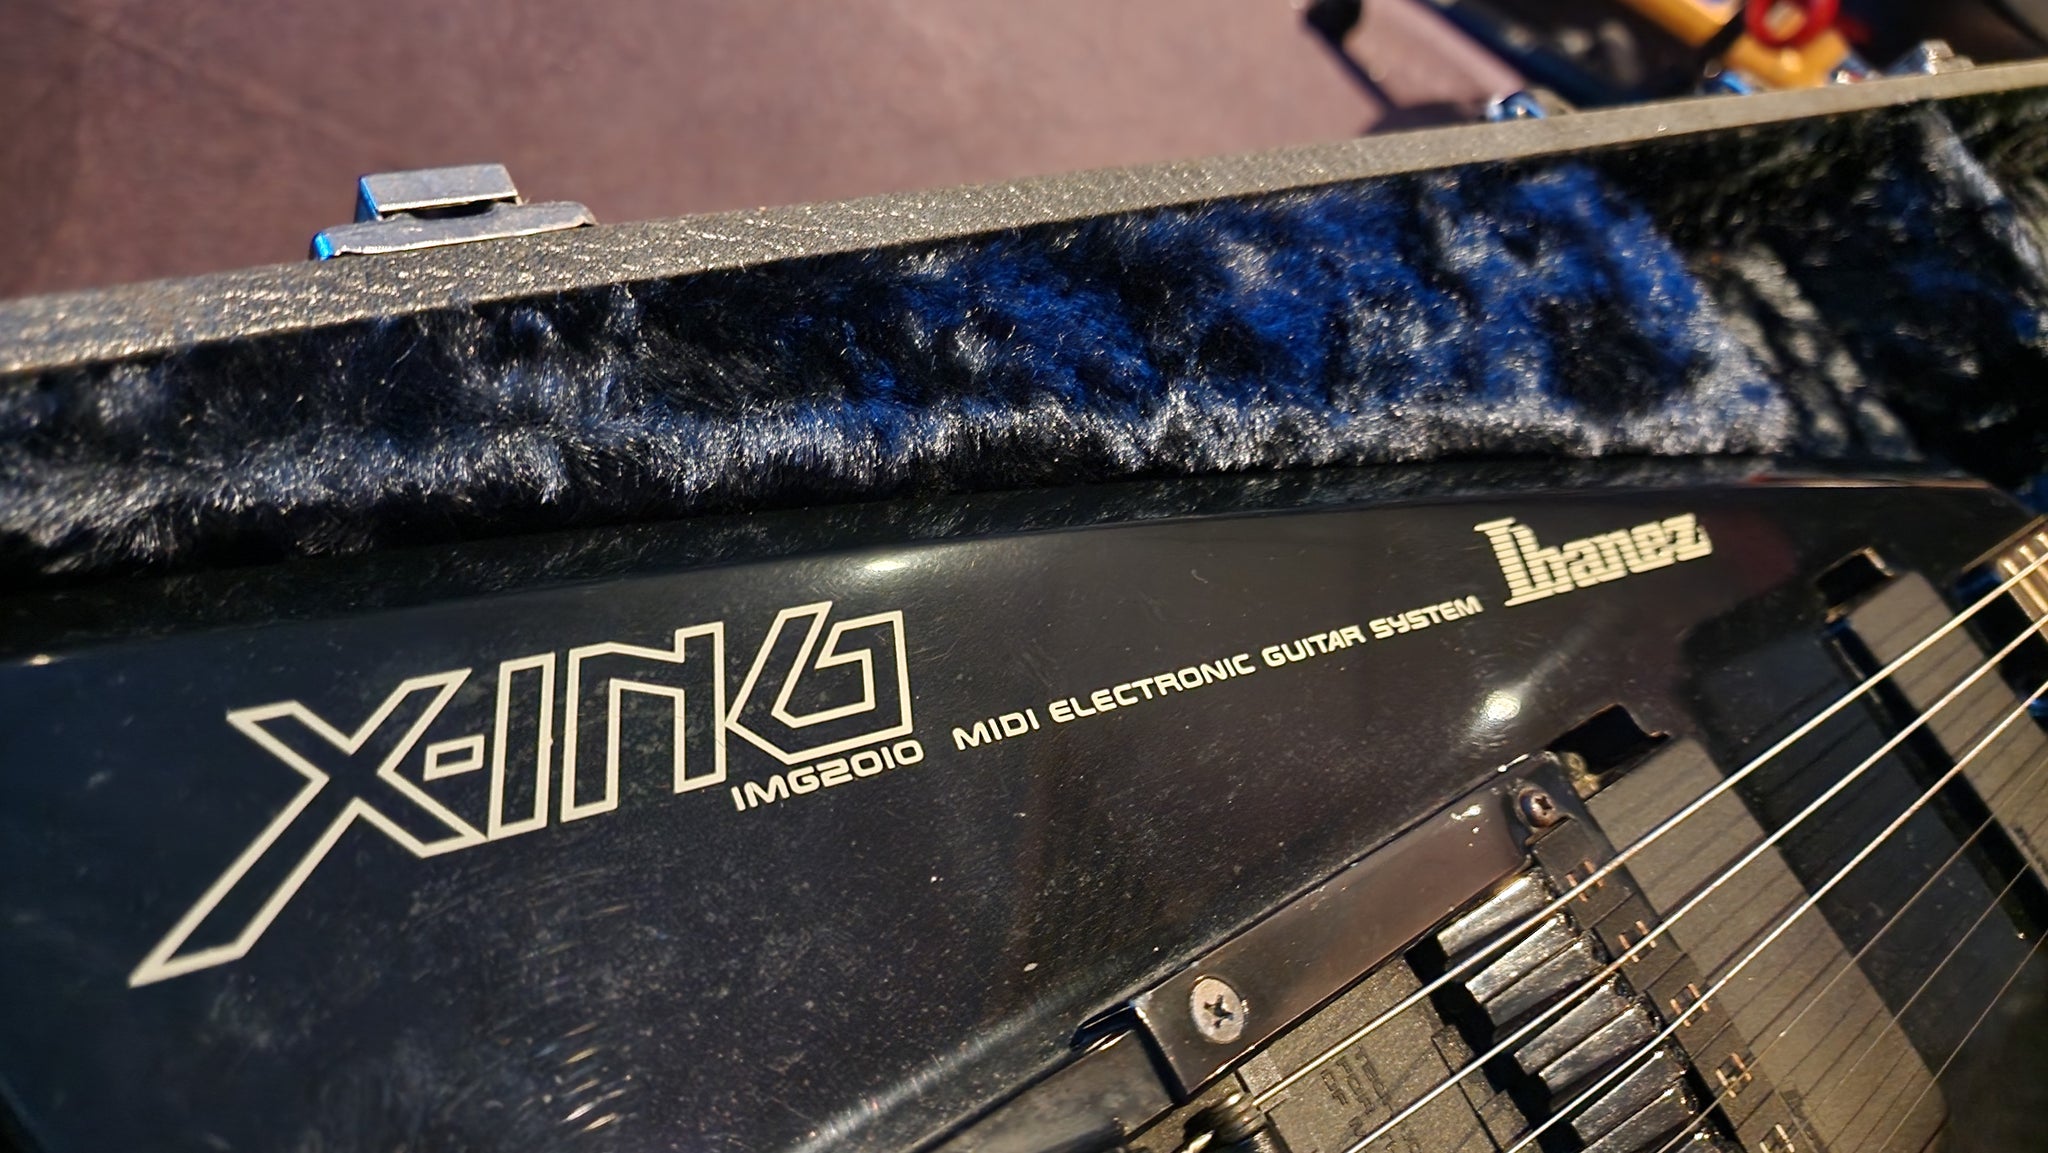 X-ING
IMG2010
MIDI ELECTRONIC GUITAR SYSTEM
Ibanez